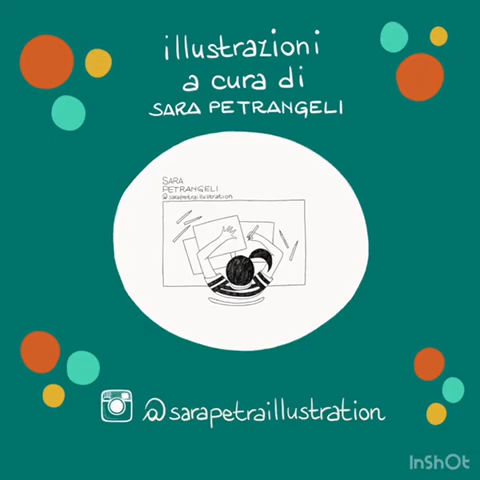 illustrazioni
a cura di
SARA PETRANGELI
SARA
PETRANGELI
@sarapetraillustration
@sarapetraillustration
InShOt